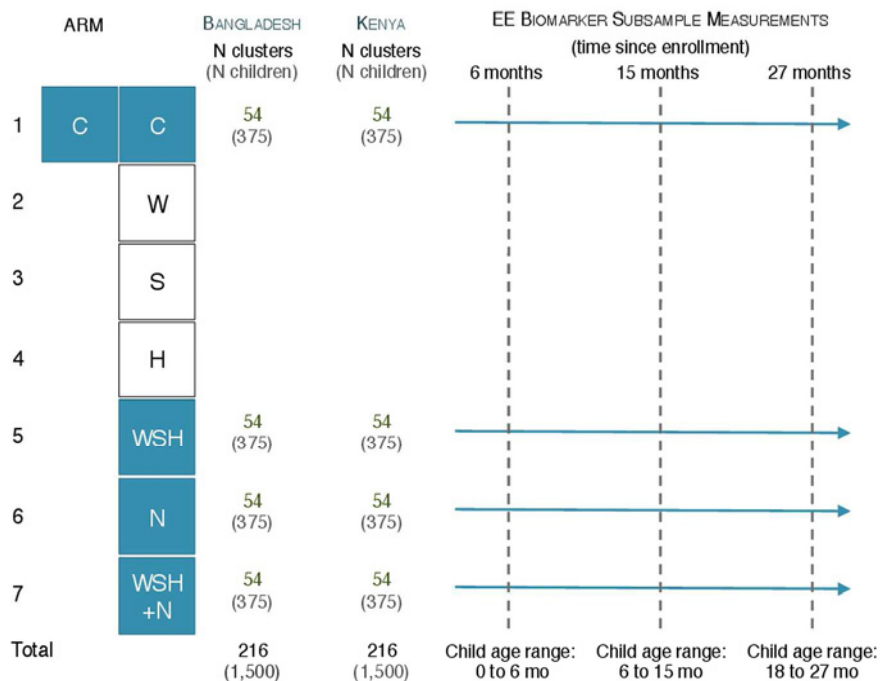 ARM BANGLADESH KENYA EE BIOMARKER SUBSAMPLE MEASUREMENTS
N clusters N clusters (time since enrollment)
(N children) (N children) 6 months 15 months 27 months
1 C C 54 54
(375) (375)
2 W
3 S
4 H
5 WSH 54 54
(375) (375)
6 N 54 54
(375) (375)
7 WSH 54 54
+N (375) (375)
Total 216 216 Child age range: Child age range: Child age range:
(1,500) (1,500) 0 to 6 mo 6 to 15 mo 18 to 27 mo